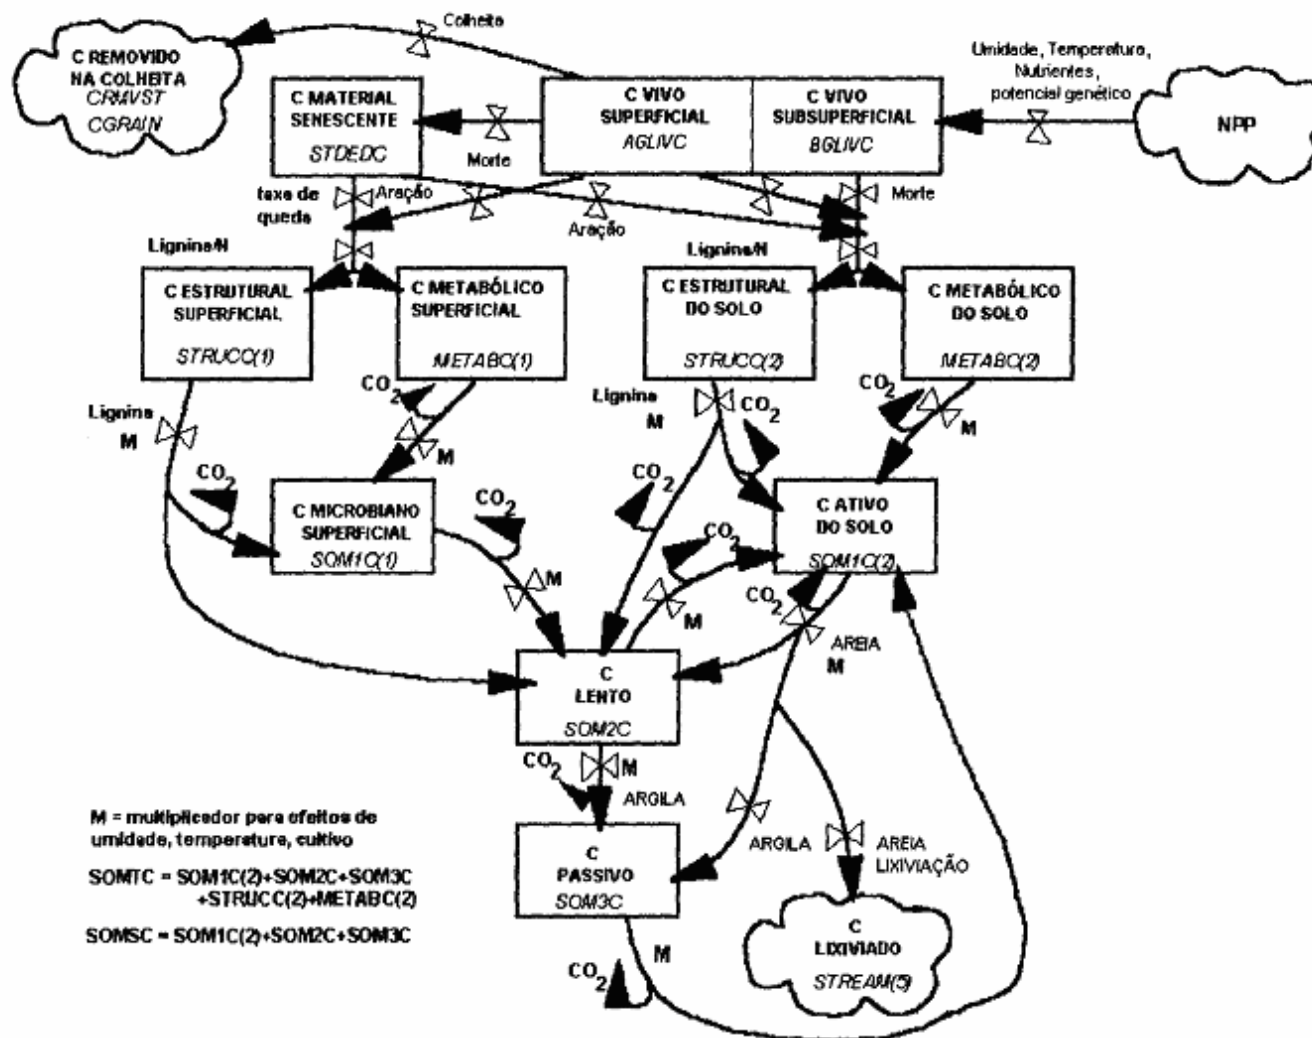 Colheita
C REMOVIDO
NA COLHEITA
CRMVST
CGRAIN
C MATERIAL
SENESCENTE
STDEDC
C VIVO
SUPERFICIAL
AGLIVC
C VIVO
SUBSUPERFICIAL
BGLIVC
Umidade, Temperatura,
Nutrientes,
potencial genético
NPP
Morte
taxa de
queda
Aração
Aração
Morte
Lignina/N
Lignina/N
C ESTRUTURAL
SUPERFICIAL
STRUCC(1)
C METABÓLICO
SUPERFICIAL
METABC(1)
C ESTRUTURAL
DO SOLO
STRUCC(2)
C METABÓLICO
DO SOLO
METABC(2)
CO2
CO2
CO2
Lignina
M
M
Lignina
M
M
CO2
CO2
CO2
CO2
C MICROBIANO
SUPERFICIAL
SOM1C(1)
C ATIVO
DO SOLO
SOM1C(2)
M
M
CO2
AREIA
M
C
LENTO
SOM2C
CO2
M
ARGILA
C
PASSIVO
SOM3C
ARGILA
AREIA
LIXIVIAÇÃO
M = multiplicador para efeitos de
umidade, temperature, cultivo
SOMTC = SOM1C(2)+SOM2C+SOM3C
+STRUCC(2)+METABC(2)
SOMSC = SOM1C(2)+SOM2C+SOM3C
C
LIXIVIADO
STREAM(5)
M
CO2